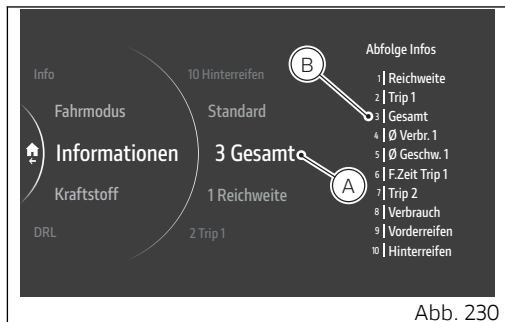 Info
Fahrmodus
Informationen
Kraftstoff
DRL
10 Hinterreifen
Standard
3 Gesamt
1 Reichweite
2 Trip 1
B
A
Abfolge Infos
1 Reichweite
2 Trip 1
3 Gesamt
4 Ø Verbr. 1
5 Ø Geschw. 1
6 F.Zeit Trip 1
7 Trip 2
8 Verbrauch
9 Vorderreifen
10 Hinterreifen
Abb. 230